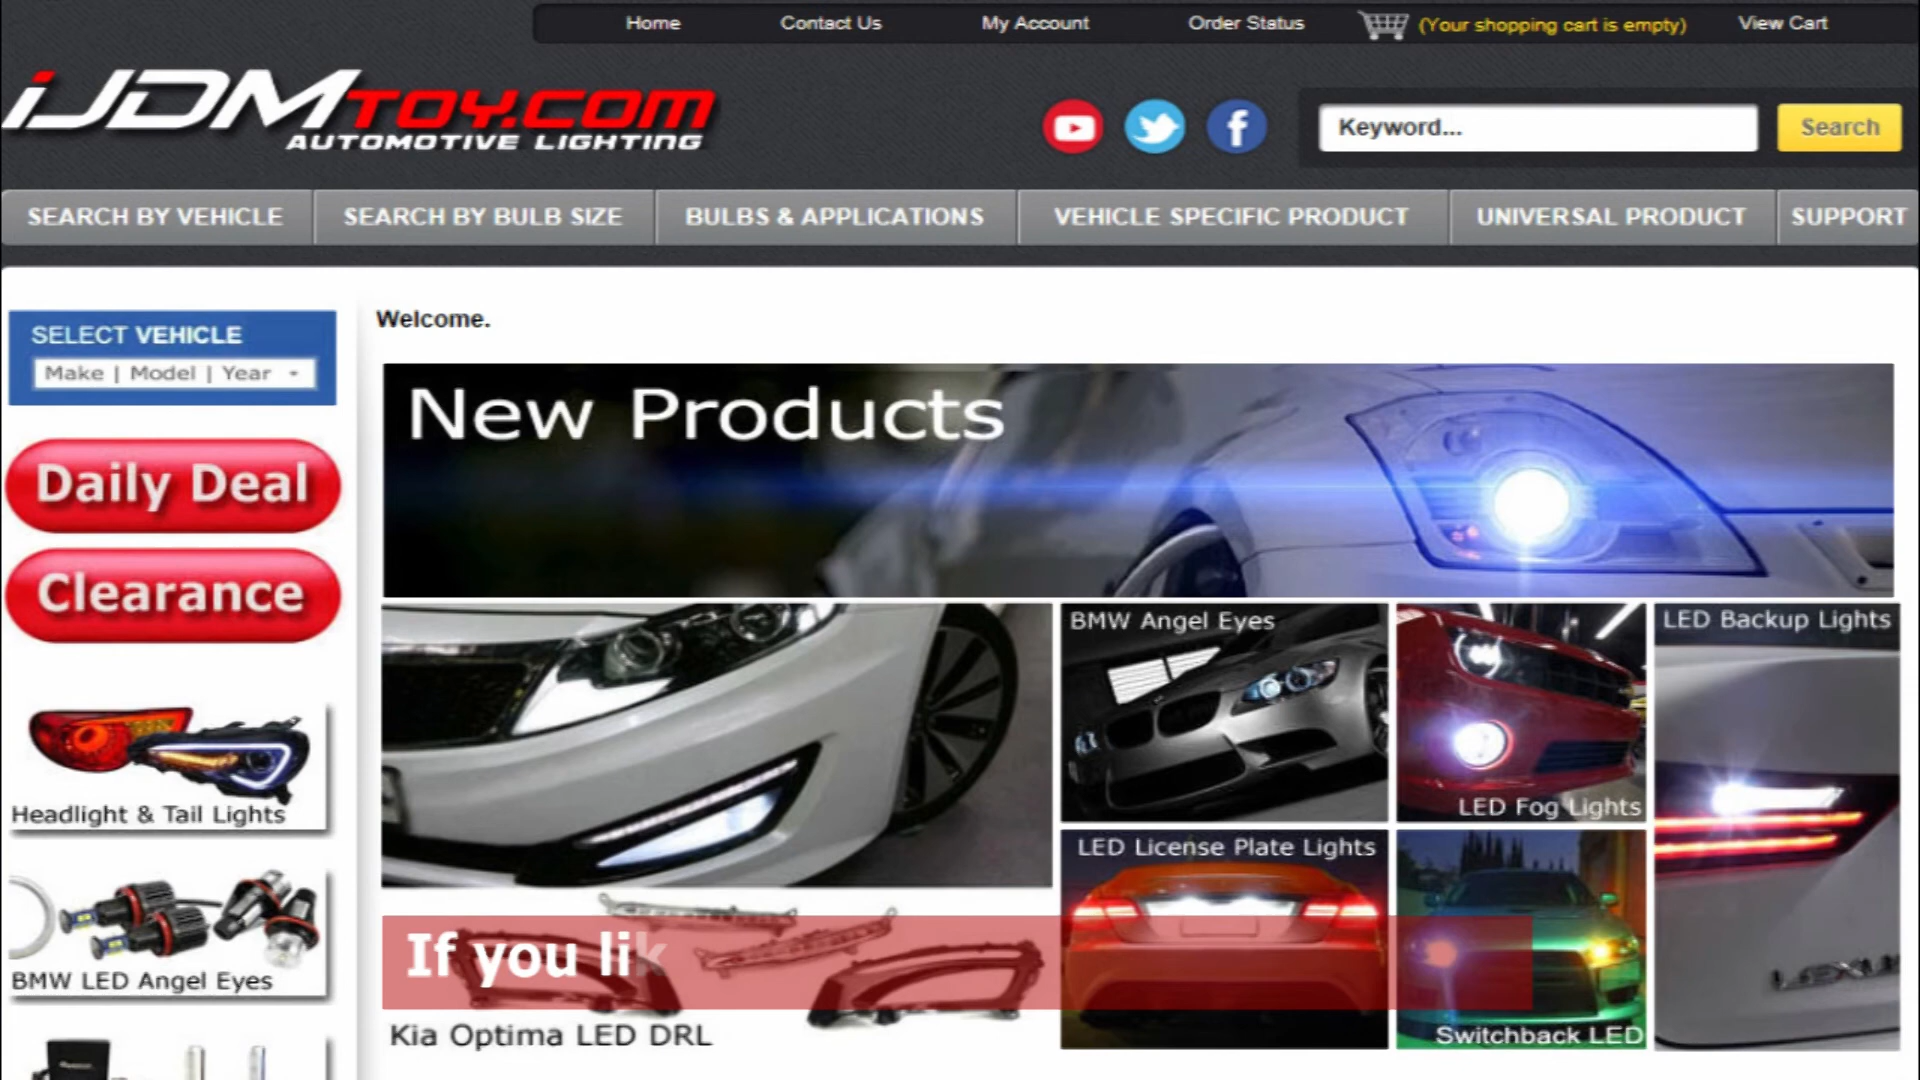 Home
Contact Us
My Account
Order Status
(Your shopping cart is empty)
View Cart
iJDMTOY.COM
AUTOMOTIVE LIGHTING
Keyword...
Search
SEARCH BY VEHICLE
SEARCH BY BULB SIZE
BULBS & APPLICATIONS
VEHICLE SPECIFIC PRODUCT
UNIVERSAL PRODUCT
SUPPORT
SELECT VEHICLE
Make | Model | Year
Daily Deal
Clearance
Headlight & Tail Lights
BMW LED Angel Eyes
Welcome.
New Products
BMW Angel Eyes
LED Fog Lights
LED Backup Lights
LED License Plate Lights
Switchback LED
LEXU
If you lik
Kia Optima LED DRL